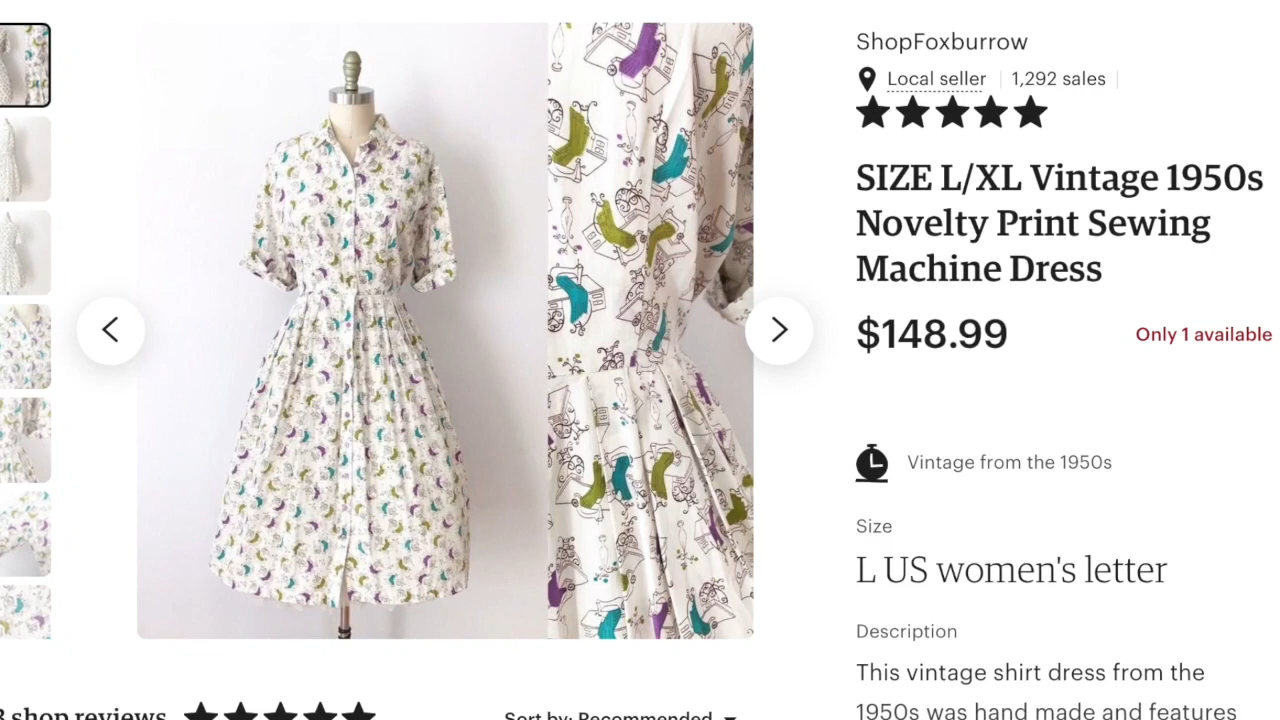 ShopFoxburrow
Local seller
1,292 sales
SIZE L/XL Vintage 1950s
Novelty Print Sewing
Machine Dress
$148.99
Only 1 available
Vintage from the 1950s
Size
L US women's letter
Description
This vintage shirt dress from the
1950s was hand made and features
shop reviews
Sort by: Recommended